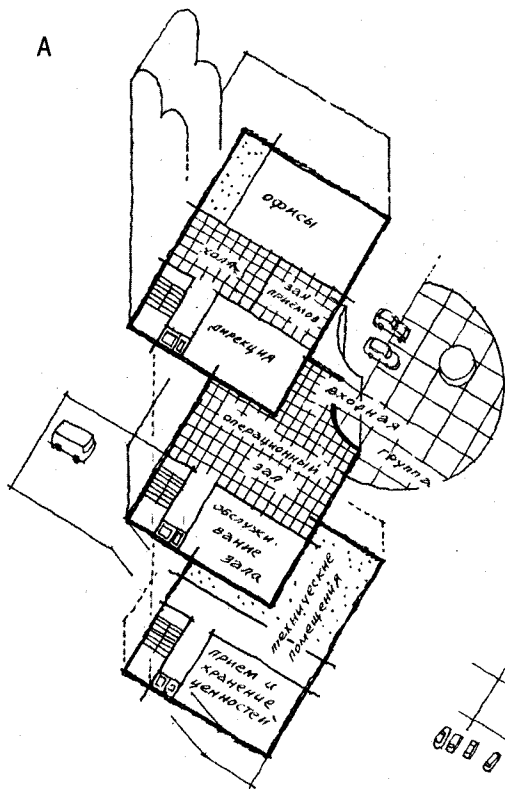 А
ОФИСЫ
ХОЛЛ
ЗАЛ
ПРИЕМОВ
ДИРЕКЦИЯ
ВХОДНАЯ
ГРУППА
ОПЕРАЦИОННЫЙ
ЗАЛ
ОБСЛУЖИ-
ВАНИЕ
ЗАЛА
ТЕХНИЧЕСКИЕ
ПОМЕЩЕНИЯ
ПРИЕМ И
ХРАНЕНИЕ
ЦЕННОСТЕЙ